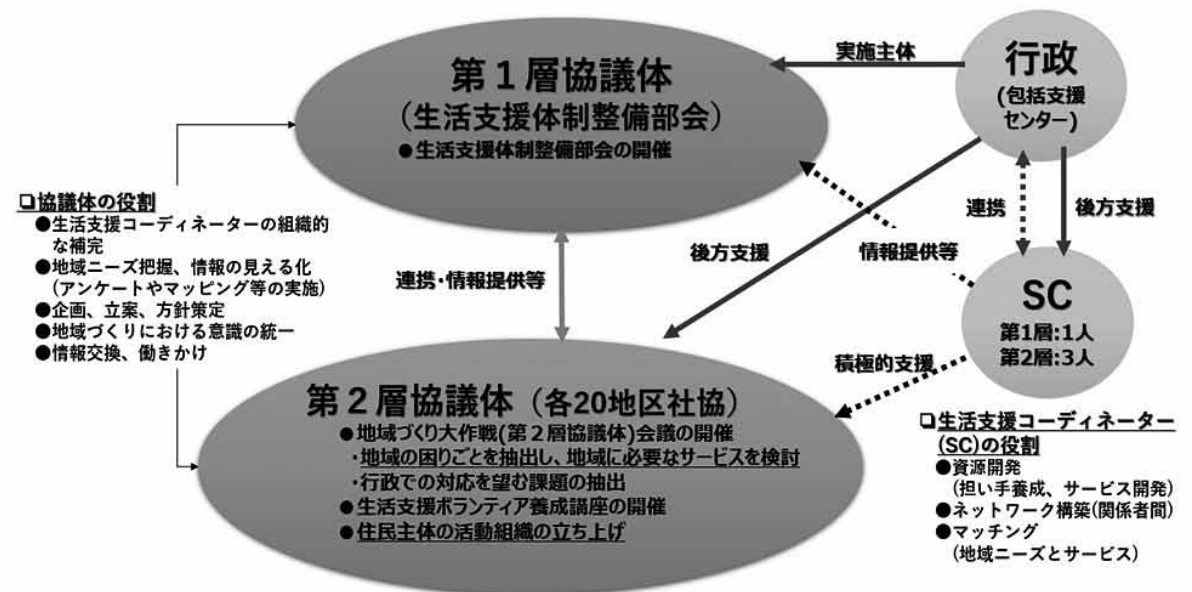 第１層協議体
（生活支援体制整備部会）
●生活支援体制整備部会の開催
実施主体
行政
(包括支援
センター)
連携
後方支援
後方支援
情報提供等
SC
第1層:1人
第2層:3人
積極的支援
連携・情報提供等
❑協議体の役割
●生活支援コーディネーターの組織的
な補完
●地域ニーズ把握、情報の見える化
(アンケートやマッピング等の実施)
●企画、立案、方針策定
●地域づくりにおける意識の統一
●情報交換、働きかけ
第２層協議体（各20地区社協）
●地域づくり大作戦(第２層協議体)会議の開催
・地域の困りごとを抽出し、地域に必要なサービスを検討
・行政での対応を望む課題の抽出
●生活支援ボランティア養成講座の開催
●住民主体の活動組織の立ち上げ
❑生活支援コーディネーター
(SC)の役割
●資源開発
(担い手養成、サービス開発)
●ネットワーク構築(関係者間)
●マッチング
(地域ニーズとサービス)